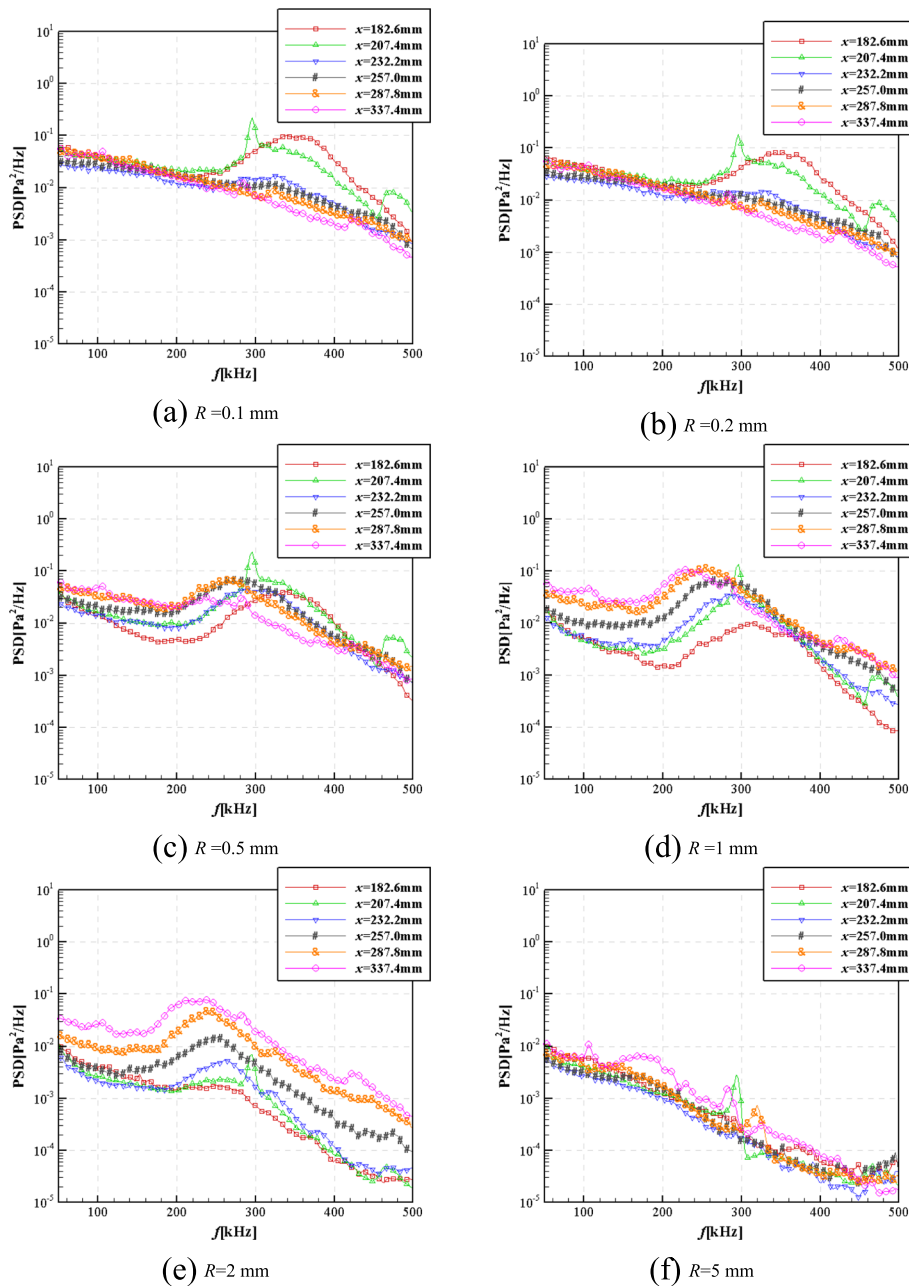 x=182.6mm
x=207.4mm
x=232.2mm
x=257.0mm
x=287.8mm
x=337.4mm
PSD[Pa²/Hz]
10¹
10⁰
10⁻¹
10⁻²
10⁻³
10⁻⁴
10⁻⁵
100 200 300 400 500
f[kHz]
(a) R =0.1 mm
x=182.6mm
x=207.4mm
x=232.2mm
x=257.0mm
x=287.8mm
x=337.4mm
PSD[Pa²/Hz]
10¹
10⁰
10⁻¹
10⁻²
10⁻³
10⁻⁴
10⁻⁵
100 200 300 400 500
f[kHz]
(b) R =0.2 mm
x=182.6mm
x=207.4mm
x=232.2mm
x=257.0mm
x=287.8mm
x=337.4mm
PSD[Pa²/Hz]
10¹
10⁰
10⁻¹
10⁻²
10⁻³
10⁻⁴
10⁻⁵
100 200 300 400 500
f[kHz]
(c) R =0.5 mm
x=182.6mm
x=207.4mm
x=232.2mm
x=257.0mm
x=287.8mm
x=337.4mm
PSD[Pa²/Hz]
10¹
10⁰
10⁻¹
10⁻²
10⁻³
10⁻⁴
10⁻⁵
100 200 300 400 500
f[kHz]
(d) R =1 mm
x=182.6mm
x=207.4mm
x=232.2mm
x=257.0mm
x=287.8mm
x=337.4mm
PSD[Pa²/Hz]
10¹
10⁰
10⁻¹
10⁻²
10⁻³
10⁻⁴
10⁻⁵
100 200 300 400 500
f[kHz]
(e) R=2 mm
x=182.6mm
x=207.4mm
x=232.2mm
x=257.0mm
x=287.8mm
x=337.4mm
PSD[Pa²/Hz]
10¹
10⁰
10⁻¹
10⁻²
10⁻³
10⁻⁴
10⁻⁵
100 200 300 400 500
f[kHz]
(f) R=5 mm